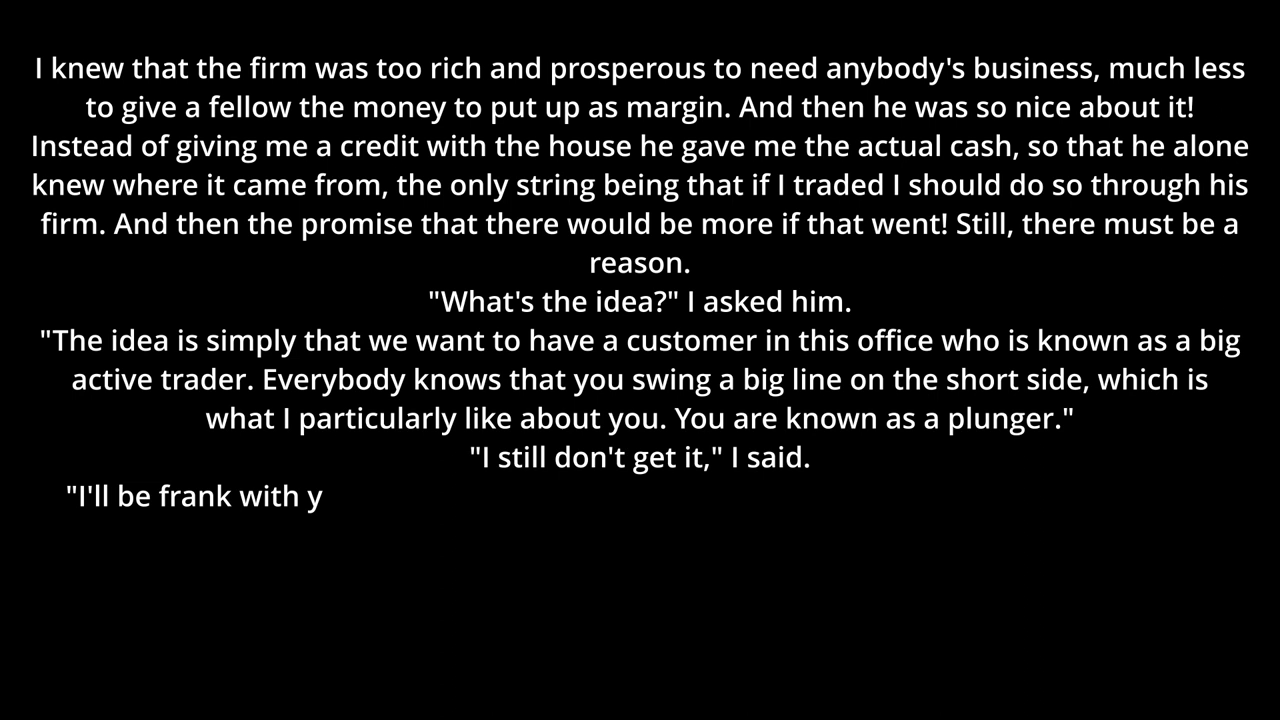 I knew that the firm was too rich and prosperous to need anybody's business, much less
to give a fellow the money to put up as margin. And then he was so nice about it!
Instead of giving me a credit with the house he gave me the actual cash, so that he alone
knew where it came from, the only string being that if I traded I should do so through his
firm. And then the promise that there would be more if that went! Still, there must be a
reason.
"What's the idea?" I asked him.
"The idea is simply that we want to have a customer in this office who is known as a big
active trader. Everybody knows that you swing a big line on the short side, which is
what I particularly like about you. You are known as a plunger."
"I still don't get it," I said.
"I'll be frank with y